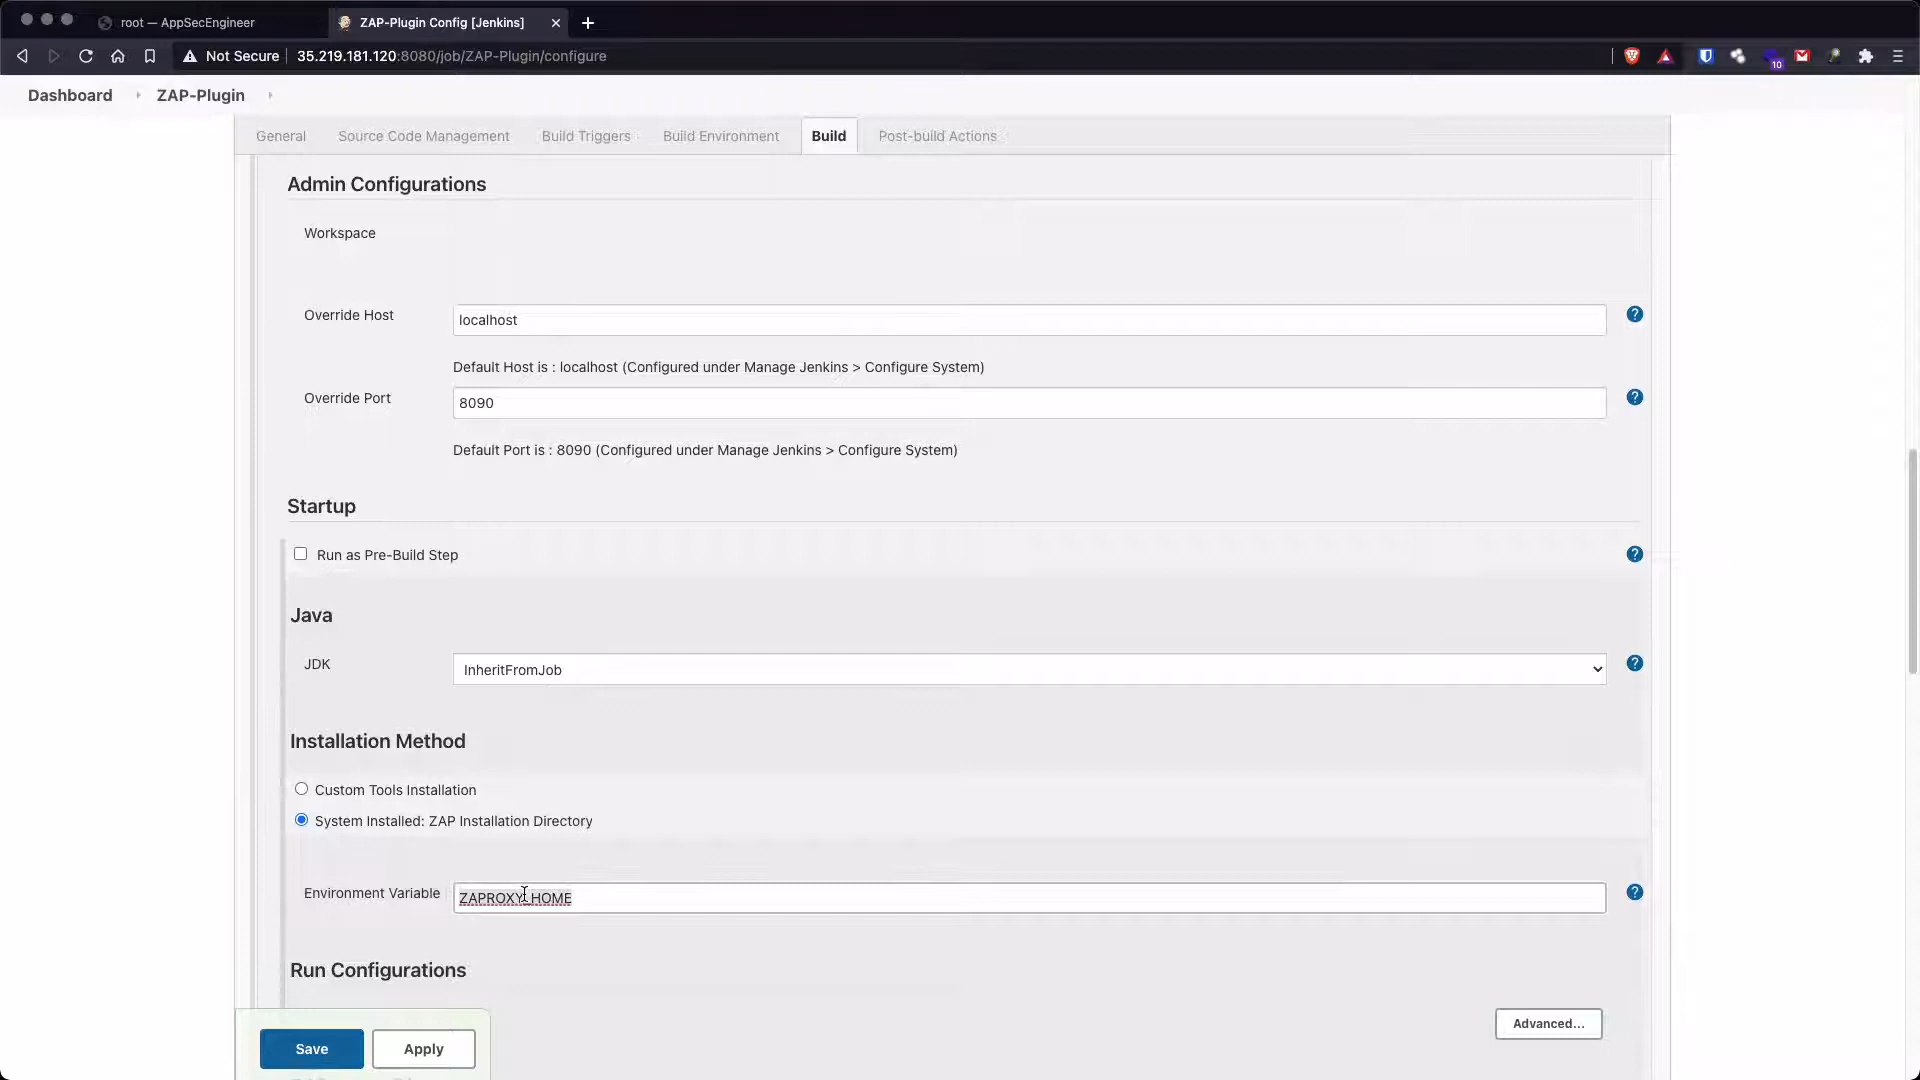 root — AppSecEngineer
ZAP-Plugin Config [Jenkins]
Not Secure 35.219.181.120:8080/job/ZAP-Plugin/configure
10
Dashboard ZAP-Plugin
General Source Code Management Build Triggers Build Environment Build Post-build Actions
Admin Configurations
Workspace
Override Host localhost ?
Default Host is : localhost (Configured under Manage Jenkins > Configure System)
Override Port 8090 ?
Default Port is : 8090 (Configured under Manage Jenkins > Configure System)
Startup
Run as Pre-Build Step ?
Java
JDK InheritFromJob ?
Installation Method
Custom Tools Installation
System Installed: ZAP Installation Directory
Environment Variable ZAPROXY_HOME ?
Run Configurations
Advanced...
Save Apply